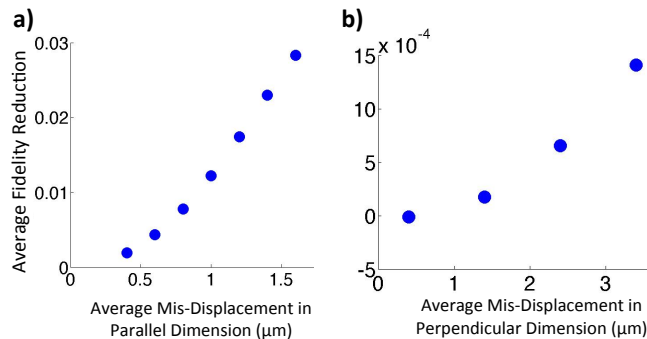 a)
Average Fidelity Reduction
0.03
0.02
0.01
0
0
0.5
1
1.5
Average Mis-Displacement in
Parallel Dimension (μm)
b)
15 x 10⁻⁴
10
5
0
-5
0
1
2
3
Average Mis-Displacement in
Perpendicular Dimension (μm)